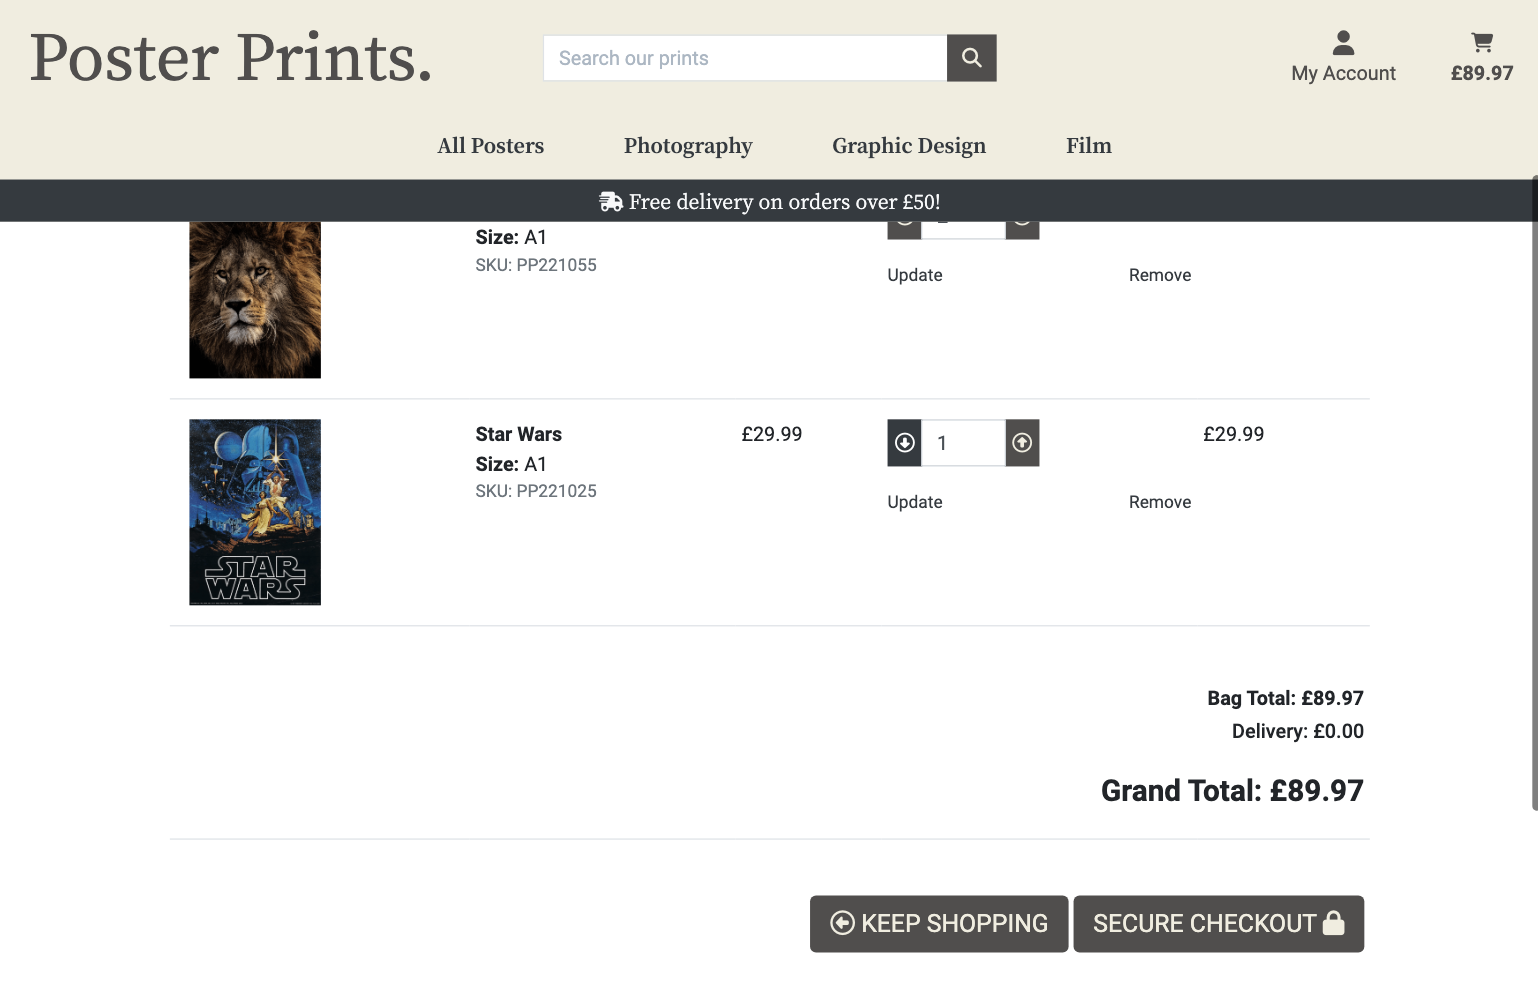 Poster Prints.
Search our prints
My Account
£89.97
All Posters
Photography
Graphic Design
Film
Free delivery on orders over £50!
Size: A1
SKU: PP221055
Update
Remove
Star Wars
£29.99
1
£29.99
Size: A1
SKU: PP221025
Update
Remove
STAR
WARS
Bag Total: £89.97
Delivery: £0.00
Grand Total: £89.97
KEEP SHOPPING
SECURE CHECKOUT